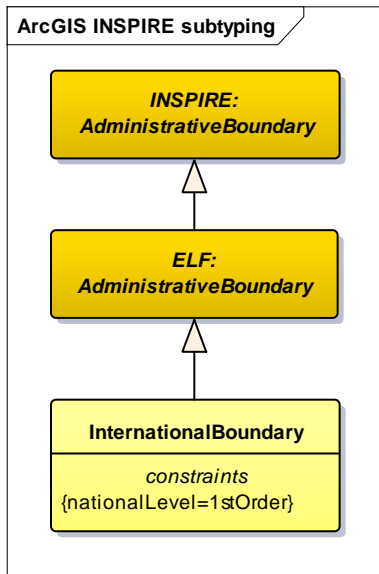 ArcGIS INSPIRE subtyping
INSPIRE:
AdministrativeBoundary
ELF:
AdministrativeBoundary
InternationalBoundary
constraints
{nationalLevel=1stOrder}